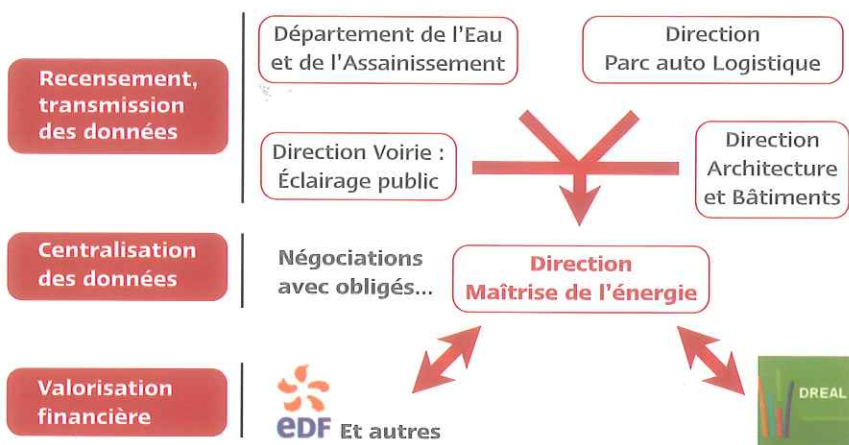 Département de l'Eau
et de l'Assainissement
Direction
Parc auto Logistique
Recensement,
transmission
des données
Direction Voirie :
Éclairage public
Direction
Architecture
et Bâtiments
Centralisation
des données
Négociations
avec obligés...
Direction
Maîtrise de l'énergie
Valorisation
financière
eDF Et autres
DREAL